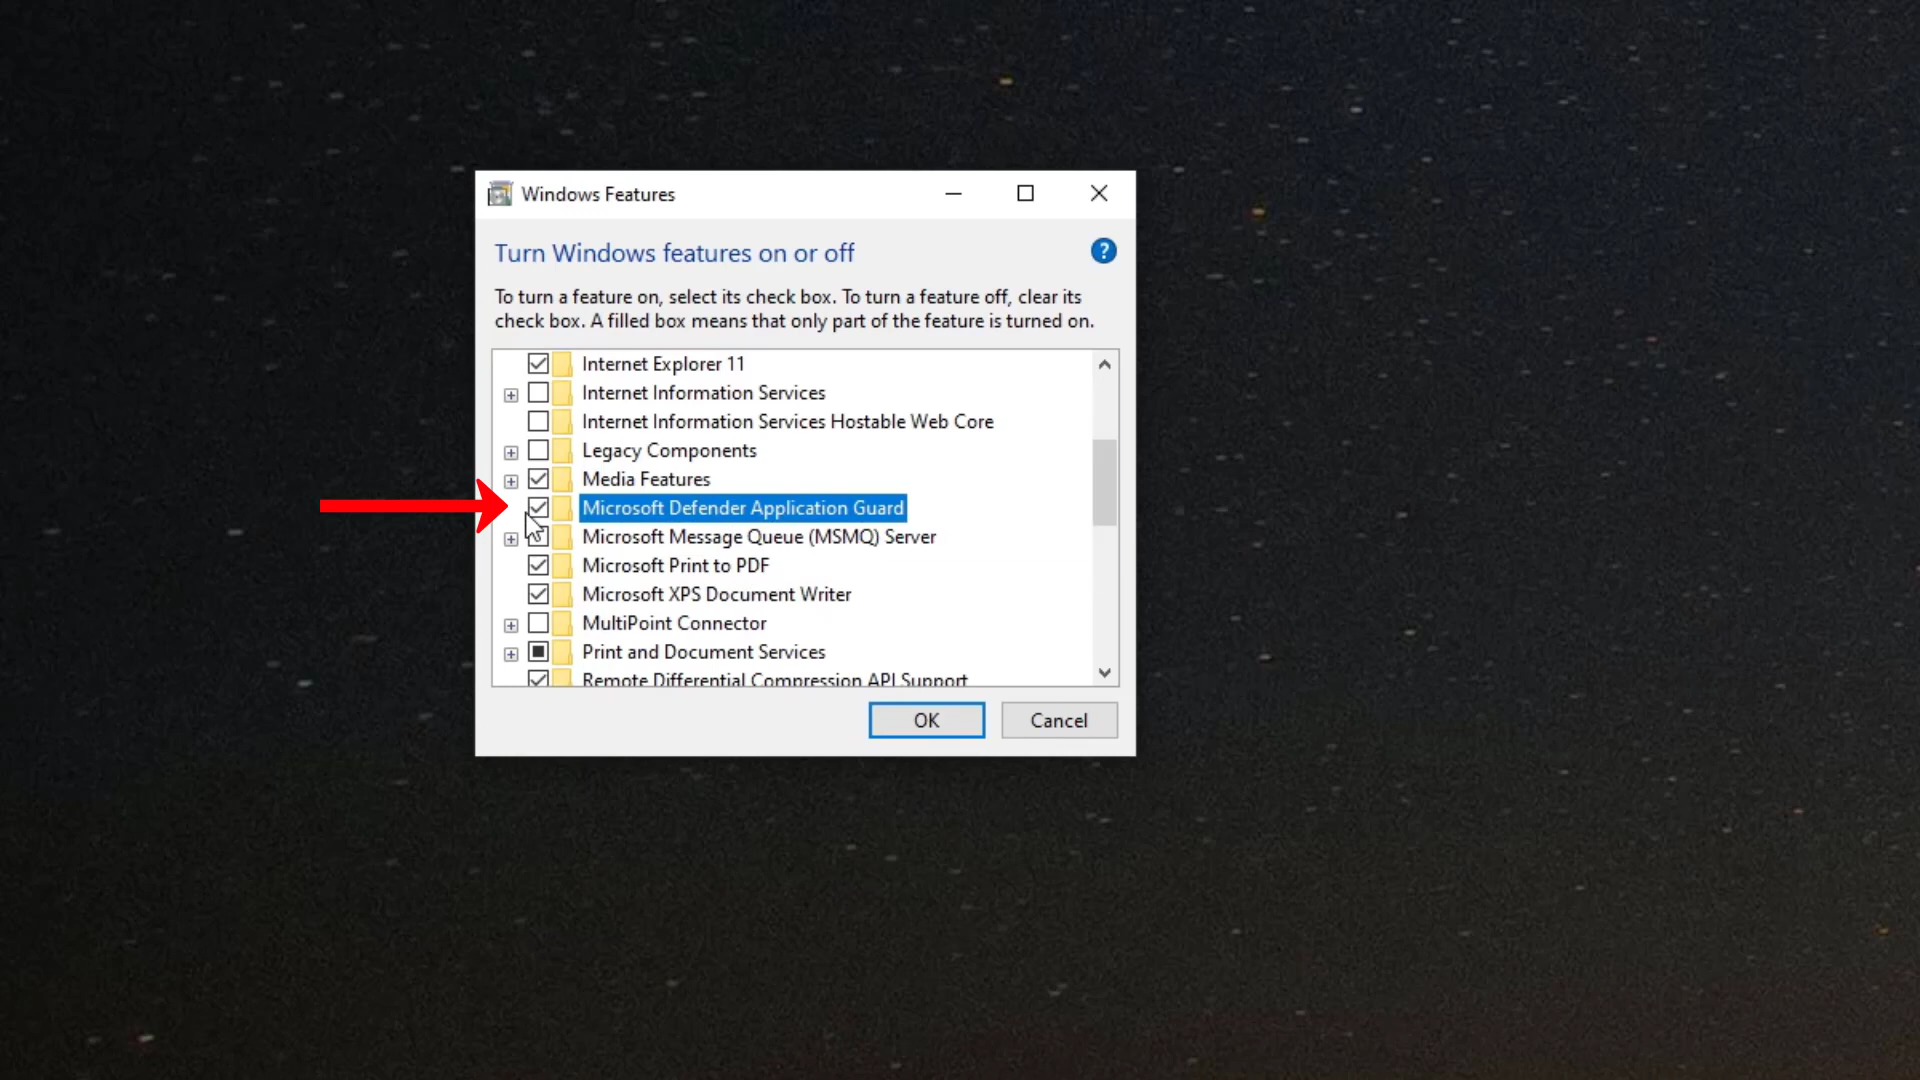 Windows Features
Turn Windows features on or off
?
To turn a feature on, select its check box. To turn a feature off, clear its
check box. A filled box means that only part of the feature is turned on.
Internet Explorer 11
Internet Information Services
Internet Information Services Hostable Web Core
Legacy Components
Media Features
Microsoft Defender Application Guard
Microsoft Message Queue (MSMQ) Server
Microsoft Print to PDF
Microsoft XPS Document Writer
MultiPoint Connector
Print and Document Services
Remote Differential Compression API Support
OK
Cancel